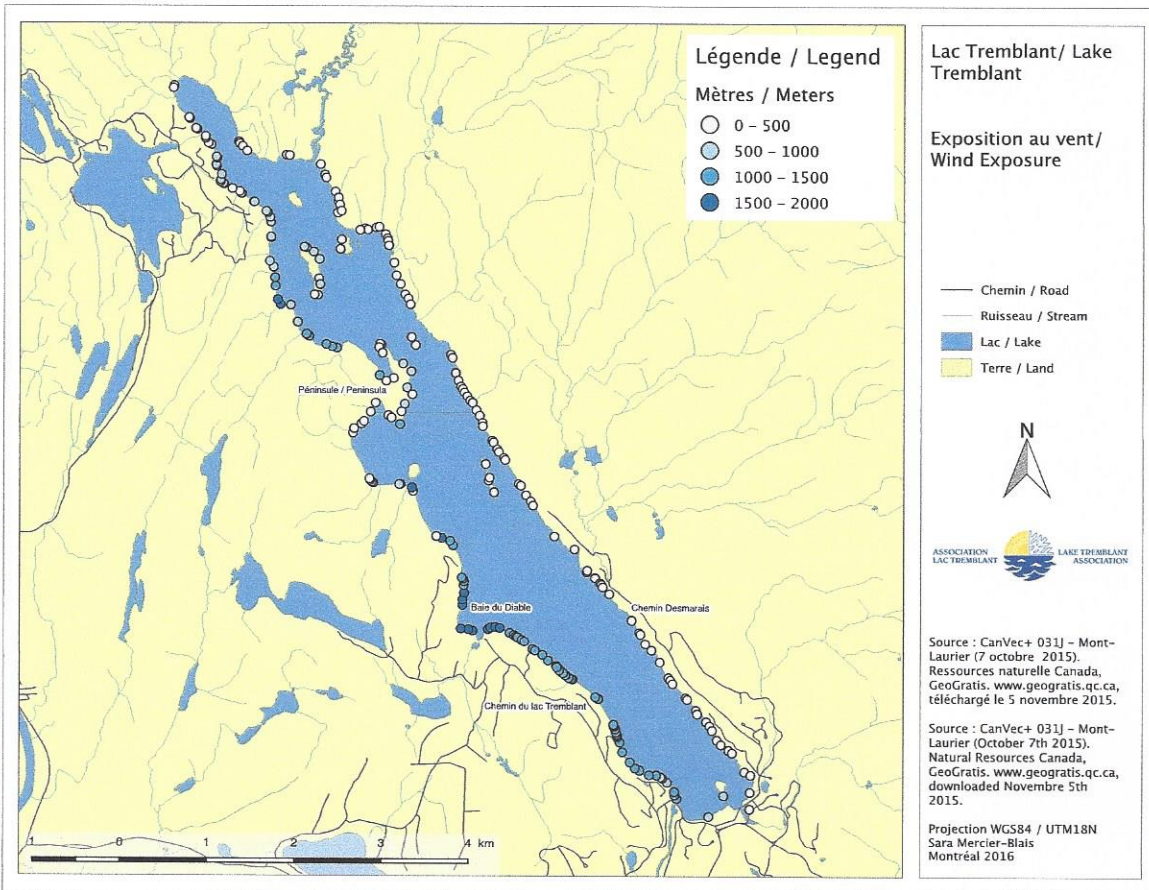 Légende / Legend
Mètres / Meters
0 – 500
500 – 1000
1000 – 1500
1500 – 2000
Péninsule / Peninsula
Baie du Diable
Chemin Desmarais
Chemin du lac Tremblant
1 0 1 2 3 4 km
Lac Tremblant/ Lake
Tremblant
Exposition au vent/
Wind Exposure
Chemin / Road
Ruisseau / Stream
Lac / Lake
Terre / Land
N
ASSOCIATION
LAC TREMBLANT
LAKE TREMBLANT
ASSOCIATION
Source : CanVec+ 031J – Mont-
Laurier (7 octobre 2015).
Ressources naturelle Canada,
GeoGratis. www.geogratis.qc.ca,
téléchargé le 5 novembre 2015.
Source : CanVec+ 031J – Mont-
Laurier (October 7th 2015).
Natural Resources Canada,
GeoGratis. www.geogratis.qc.ca,
downloaded Novembre 5th
2015.
Projection WGS84 / UTM18N
Sara Mercier-Blais
Montréal 2016